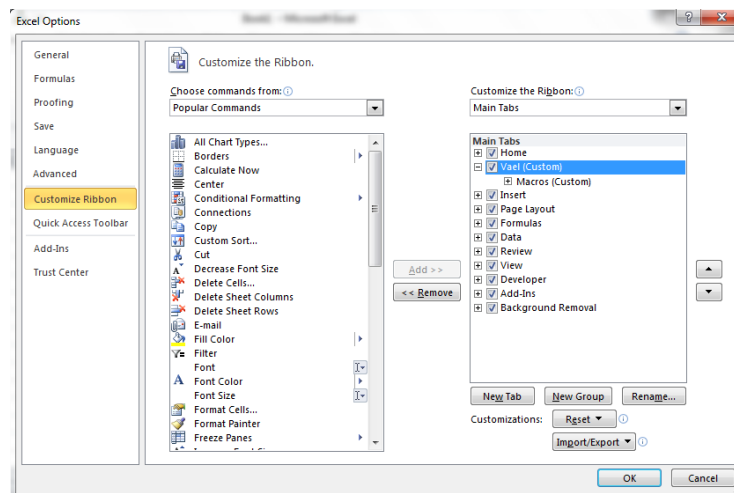 Excel Options
Book1 - Microsoft Excel
General
Formulas
Proofing
Save
Language
Advanced
Customize Ribbon
Quick Access Toolbar
Add-Ins
Trust Center
Customize the Ribbon.
Choose commands from:
Popular Commands
All Chart Types...
Borders
Calculate Now
Center
Conditional Formatting
Connections
Copy
Custom Sort...
Cut
Decrease Font Size
Delete Cells...
Delete Sheet Columns
Delete Sheet Rows
E-mail
Fill Color
Filter
Font
Font Color
Font Size
Format Cells...
Format Painter
Freeze Panes
Add >>
<< Remove
Customize the Ribbon:
Main Tabs
Main Tabs
Home
Vael (Custom)
Macros (Custom)
Insert
Page Layout
Formulas
Data
Review
View
Developer
Add-Ins
Background Removal
New Tab
New Group
Rename...
Customizations:
Reset
Import/Export
OK
Cancel